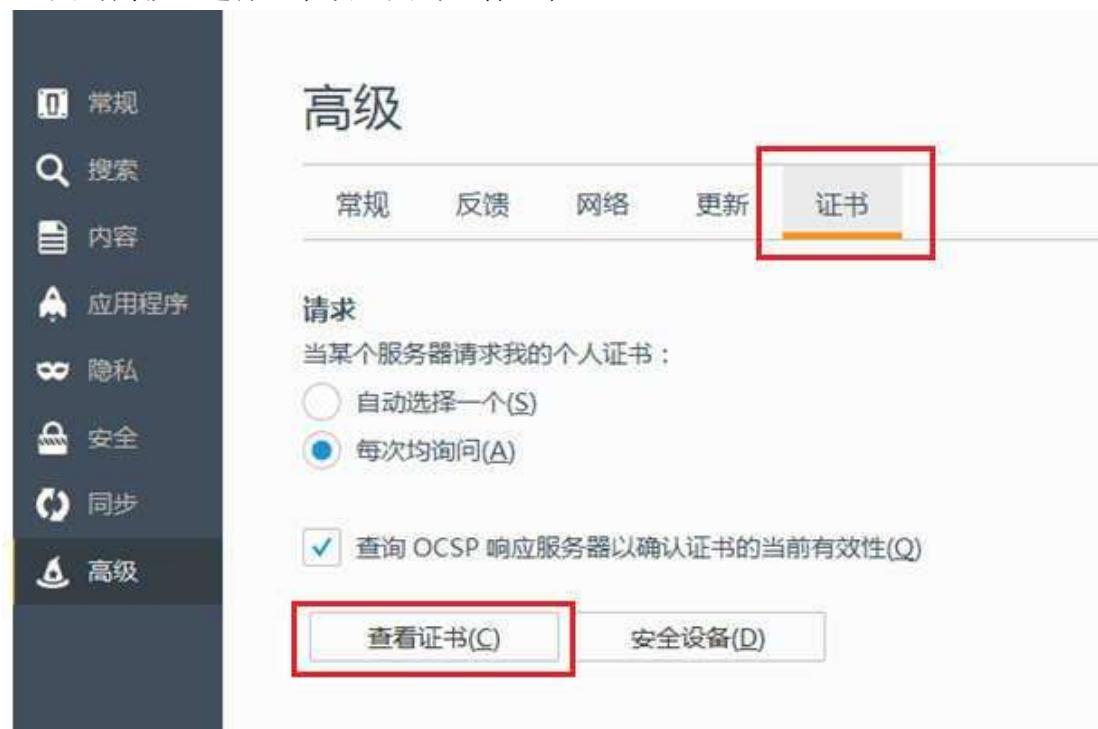 常规
搜索
内容
应用程序
隐私
安全
同步
高级
高级
常规 反馈 网络 更新 证书
请求
当某个服务器请求我的个人证书：
自动选择一个(S)
每次均询问(A)
查询 OCSP 响应服务器以确认证书的当前有效性(Q)
查看证书(C) 安全设备(D)